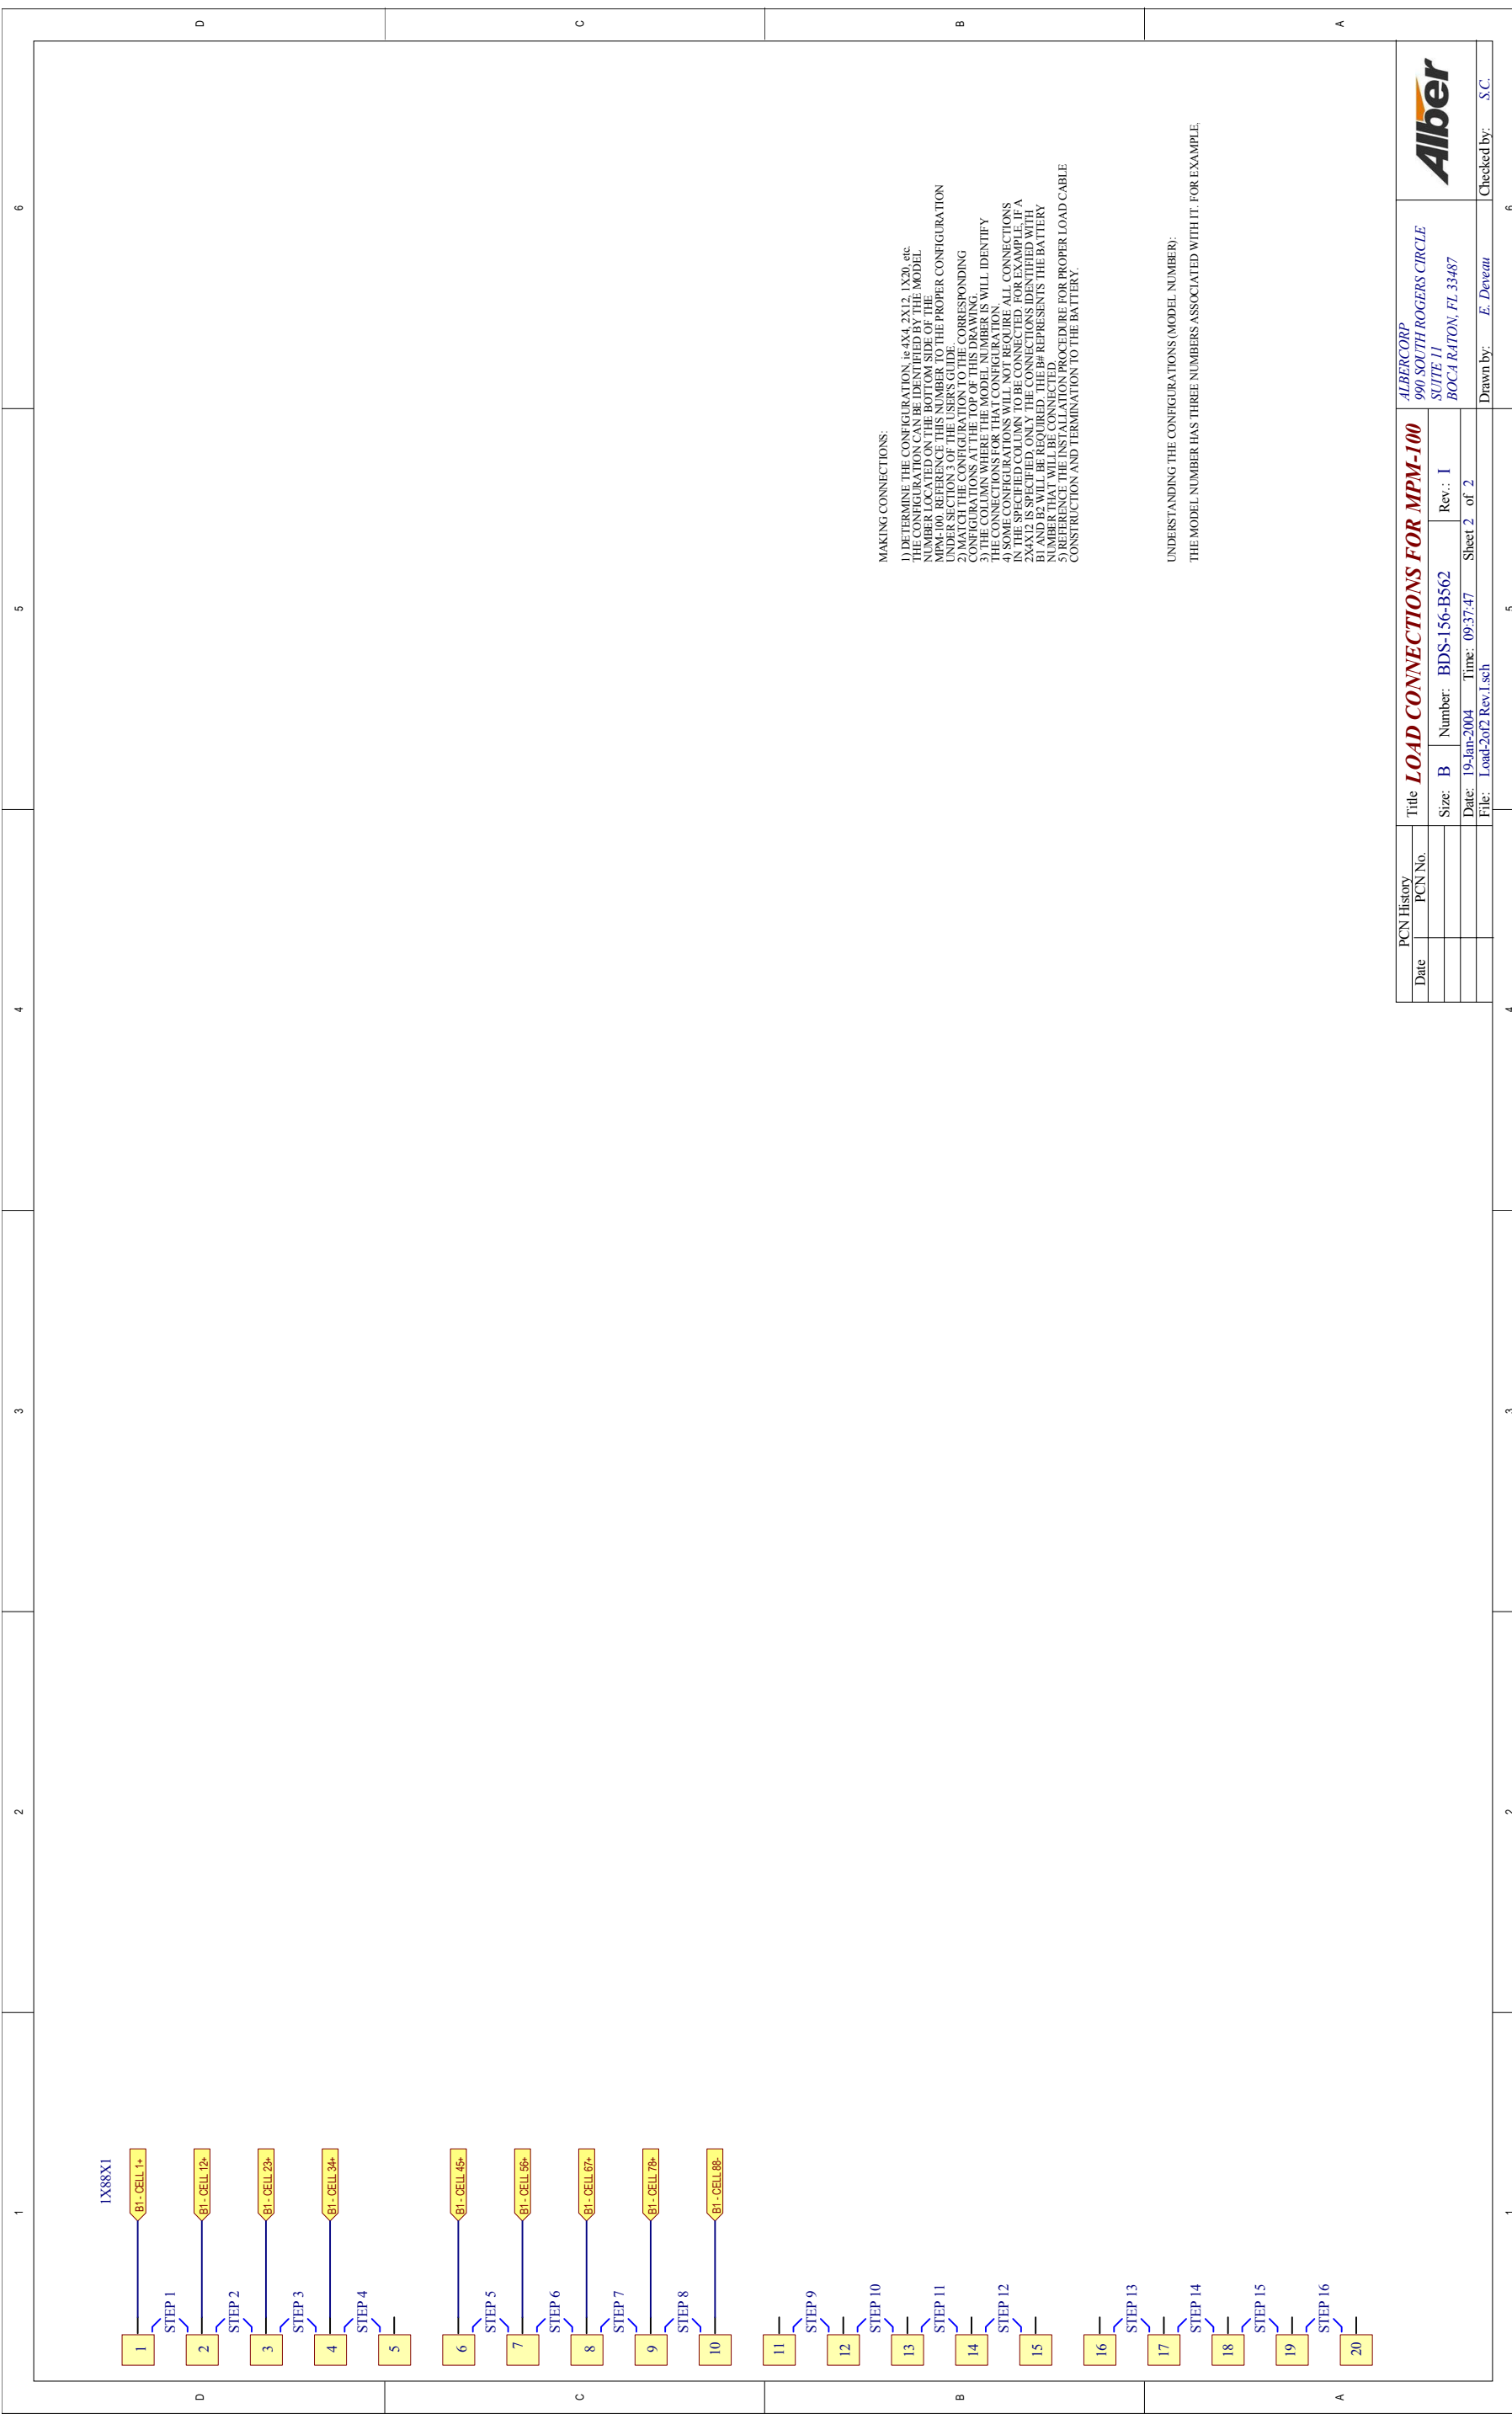 1
2
3
4
5
6
D
C
B
A
1X88X1
1
B1 - CELL 1+
STEP 1
2
B1 - CELL 12+
STEP 2
3
B1 - CELL 23+
STEP 3
4
B1 - CELL 34+
STEP 4
5
6
B1 - CELL 45+
STEP 5
7
B1 - CELL 56+
STEP 6
8
B1 - CELL 67+
STEP 7
9
B1 - CELL 78+
STEP 8
10
B1 - CELL 88-
11
STEP 9
12
STEP 10
13
STEP 11
14
STEP 12
15
16
STEP 13
17
STEP 14
18
STEP 15
19
STEP 16
20
MAKING CONNECTIONS:
1) DETERMINE THE CONFIGURATION, ie 4X4, 2X12, 1X20, etc.
THE CONFIGURATION CAN BE IDENTIFIED BY THE MODEL
NUMBER LOCATED ON THE BOTTOM SIDE OF THE
MPM-100. REFERENCE THIS NUMBER TO THE PROPER CONFIGURATION
UNDER SECTION 3 OF THE USER'S GUIDE.
2) MATCH THE CONFIGURATION TO THE CORRESPONDING
CONFIGURATIONS AT THE TOP OF THIS DRAWING.
3) THE COLUMN WHERE THE MODEL NUMBER IS WILL IDENTIFY
THE CONNECTIONS FOR THAT CONFIGURATION.
4) SOME CONFIGURATIONS WILL NOT REQUIRE ALL CONNECTIONS
IN THE SPECIFIED COLUMN TO BE CONNECTED. FOR EXAMPLE, IF A
2X4X12 IS SPECIFIED, ONLY THE CONNECTIONS IDENTIFIED WITH
B1 AND B2 WILL BE REQUIRED. THE B# REPRESENTS THE BATTERY
NUMBER THAT WILL BE CONNECTED.
5) REFERENCE THE INSTALLATION PROCEDURE FOR PROPER LOAD CABLE
CONSTRUCTION AND TERMINATION TO THE BATTERY.
UNDERSTANDING THE CONFIGURATIONS (MODEL NUMBER):
THE MODEL NUMBER HAS THREE NUMBERS ASSOCIATED WITH IT. FOR EXAMPLE,
PCN History
Date PCN No.
Title LOAD CONNECTIONS FOR MPM-100
Size: B Number: BDS-156-B562 Rev.: I
Date: 19-Jan-2004 Time: 09:37:47 Sheet 2 of 2
File: Load-2of2 Rev.I.sch
ALBERCORP
990 SOUTH ROGERS CIRCLE
SUITE 11
BOCA RATON, FL 33487
Drawn by: E. Deveau
Checked by: S.C.
Alber
D
C
B
A
1
2
3
4
5
6